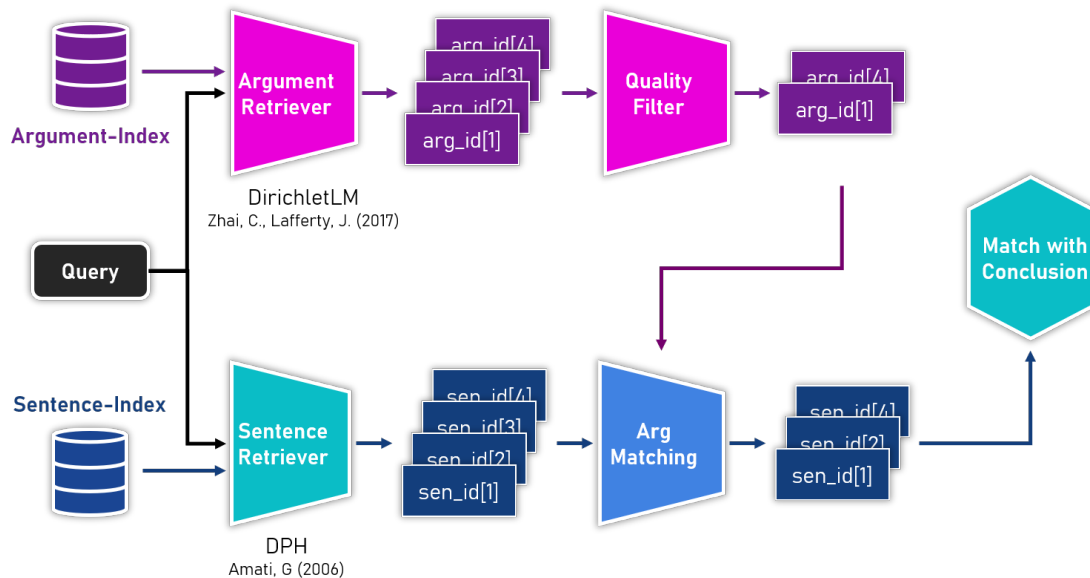 Argument-Index
Argument
Retriever
arg_id[4]
arg_id[3]
arg_id[2]
arg_id[1]
Quality
Filter
arg_id[4]
arg_id[1]
DirichletLM
Zhai, C., Lafferty, J. (2017)
Query
Match with
Conclusion
Sentence-Index
Sentence
Retriever
sen_id[4]
sen_id[3]
sen_id[2]
sen_id[1]
Arg
Matching
sen_id[4]
sen_id[2]
sen_id[1]
DPH
Amati, G (2006)